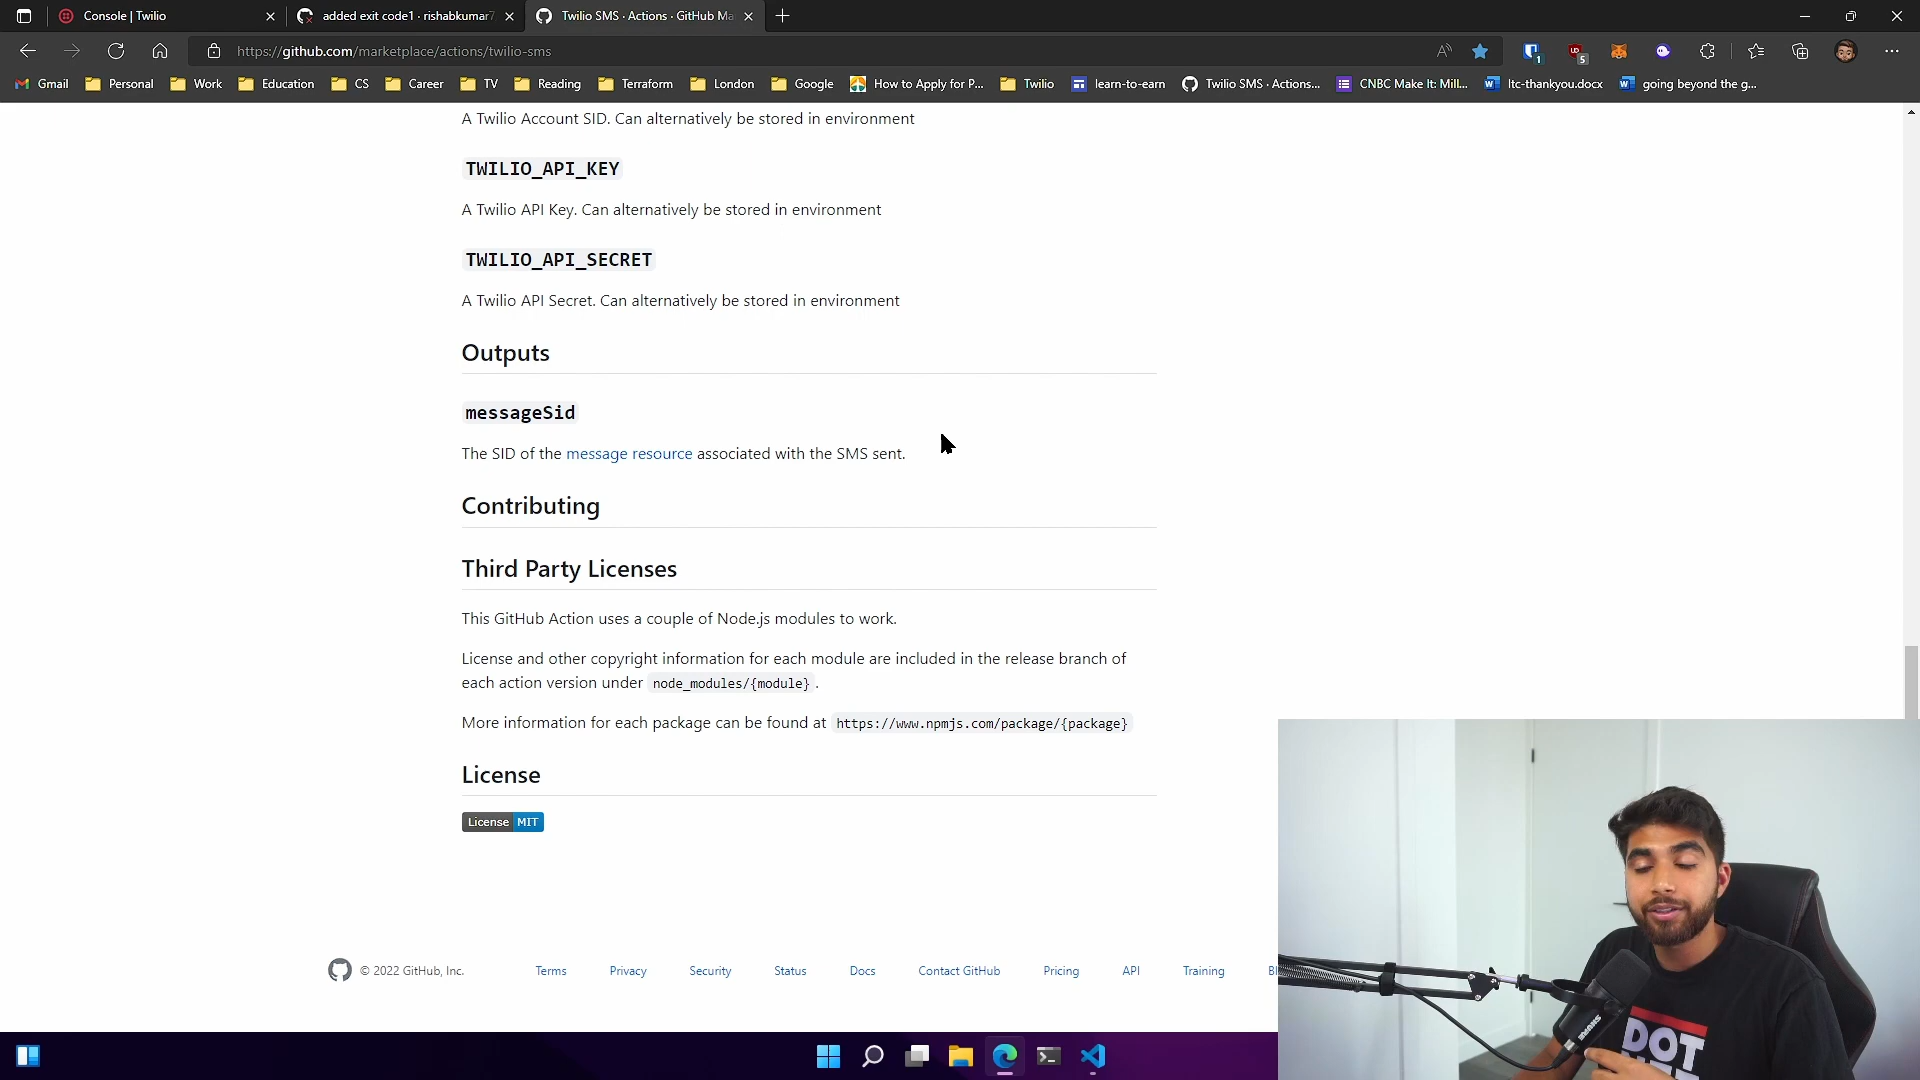 Console | Twilio
added exit code1 · rishabkumar7
Twilio SMS · Actions · GitHub Ma
https://github.com/marketplace/actions/twilio-sms
Gmail Personal Work Education CS Career TV Reading Terraform London Google How to Apply for P... Twilio learn-to-earn Twilio SMS · Actions... CNBC Make It: Mill... ltc-thankyou.docx going beyond the g...
A Twilio Account SID. Can alternatively be stored in environment
TWILIO_API_KEY
A Twilio API Key. Can alternatively be stored in environment
TWILIO_API_SECRET
A Twilio API Secret. Can alternatively be stored in environment
Outputs
messageSid
The SID of the message resource associated with the SMS sent.
Contributing
Third Party Licenses
This GitHub Action uses a couple of Node.js modules to work.
License and other copyright information for each module are included in the release branch of
each action version under node_modules/{module} .
More information for each package can be found at https://www.npmjs.com/package/{package}
License
License MIT
© 2022 GitHub, Inc. Terms Privacy Security Status Docs Contact GitHub Pricing API Training
SHURE
DOT